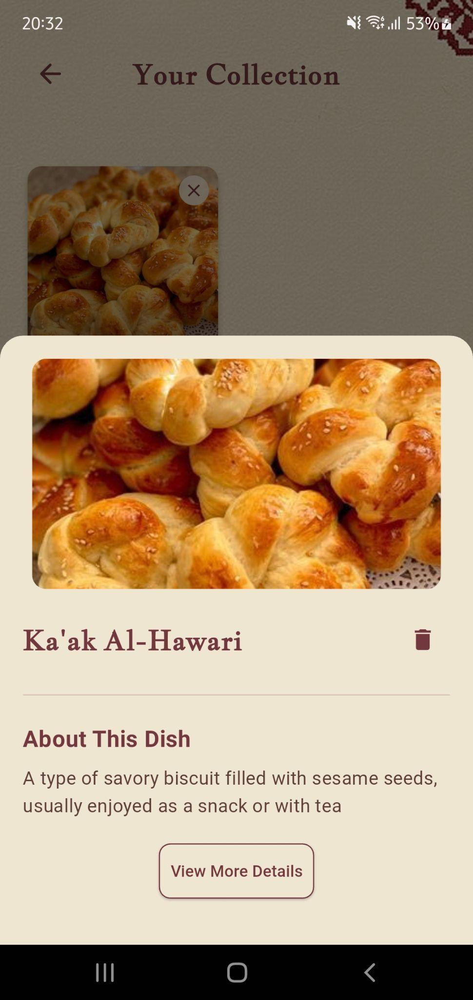 20:32
6 53%
Your Collection
Ka'ak Al-Hawari
About This Dish
A type of savory biscuit filled with sesame seeds,
usually enjoyed as a snack or with tea
View More Details